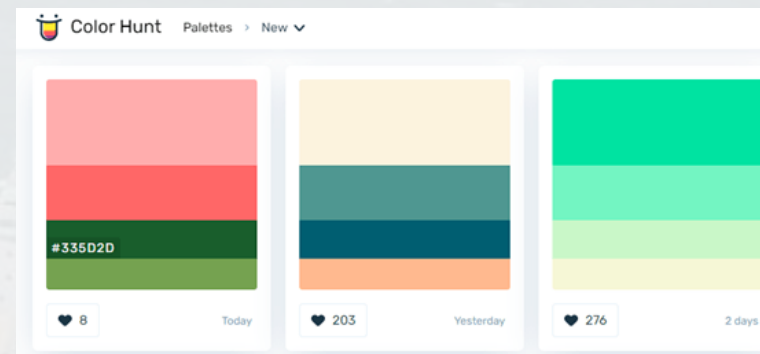 Color Hunt Palettes > New
#335D2D
8 Today 203 Yesterday 276 2 days